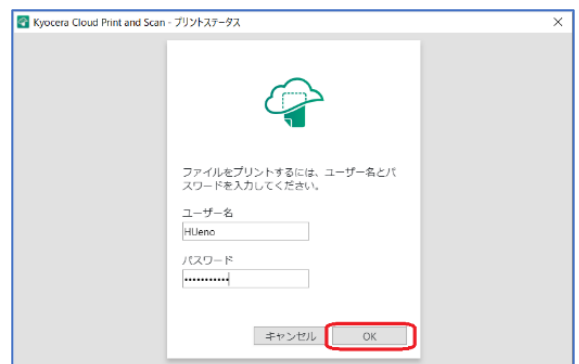 Kyocera Cloud Print and Scan - プリントステータス
ファイルをプリントするには、ユーザー名とパ
スワードを入力してください。
ユーザー名
HUeno
パスワード
•••••••••••
キャンセル OK